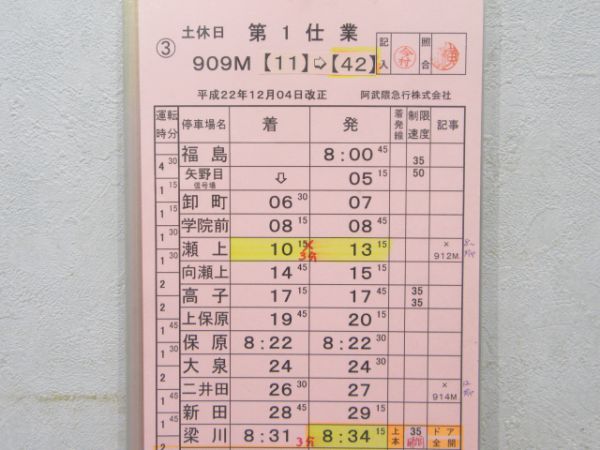 ③ 土休日 第1仕業 記入 照合
909M【11】⇨【42】
平成22年12月04日改正 阿武隈急行株式会社
運転時分 停車場名 着 発 着発線 制限速度 記事
福島 8:00 45 35
4 30
矢野目信号場 ⇩ 05 15 50
1 15
卸町 06 30 07
1 15
学院前 08 15 08 45
1 30
瀬上 10 15 × 3分 13 15 × 912M
1 30
向瀬上 14 45 15 15
2
高子 17 15 17 45 35 35
2
上保原 19 45 20 15
1 45
保原 8:22 8:22 30
1 30
大泉 24 24 30
2
二井田 26 30 27 × 914M
1 45
新田 28 45 29 15
1 45
梁川 8:31 3分 8:34 15 上本 35 ドア全開
2